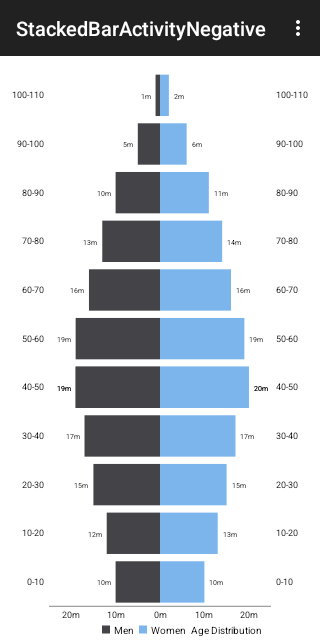 StackedBarActivityNegative
100-110 1m 2m 100-110
90-100 5m 6m 90-100
80-90 10m 11m 80-90
70-80 13m 14m 70-80
60-70 16m 16m 60-70
50-60 19m 19m 50-60
40-50 19m 20m 40-50
30-40 17m 17m 30-40
20-30 15m 15m 20-30
10-20 12m 13m 10-20
0-10 10m 10m 0-10
20m 10m 0m 10m 20m
Men Women Age Distribution